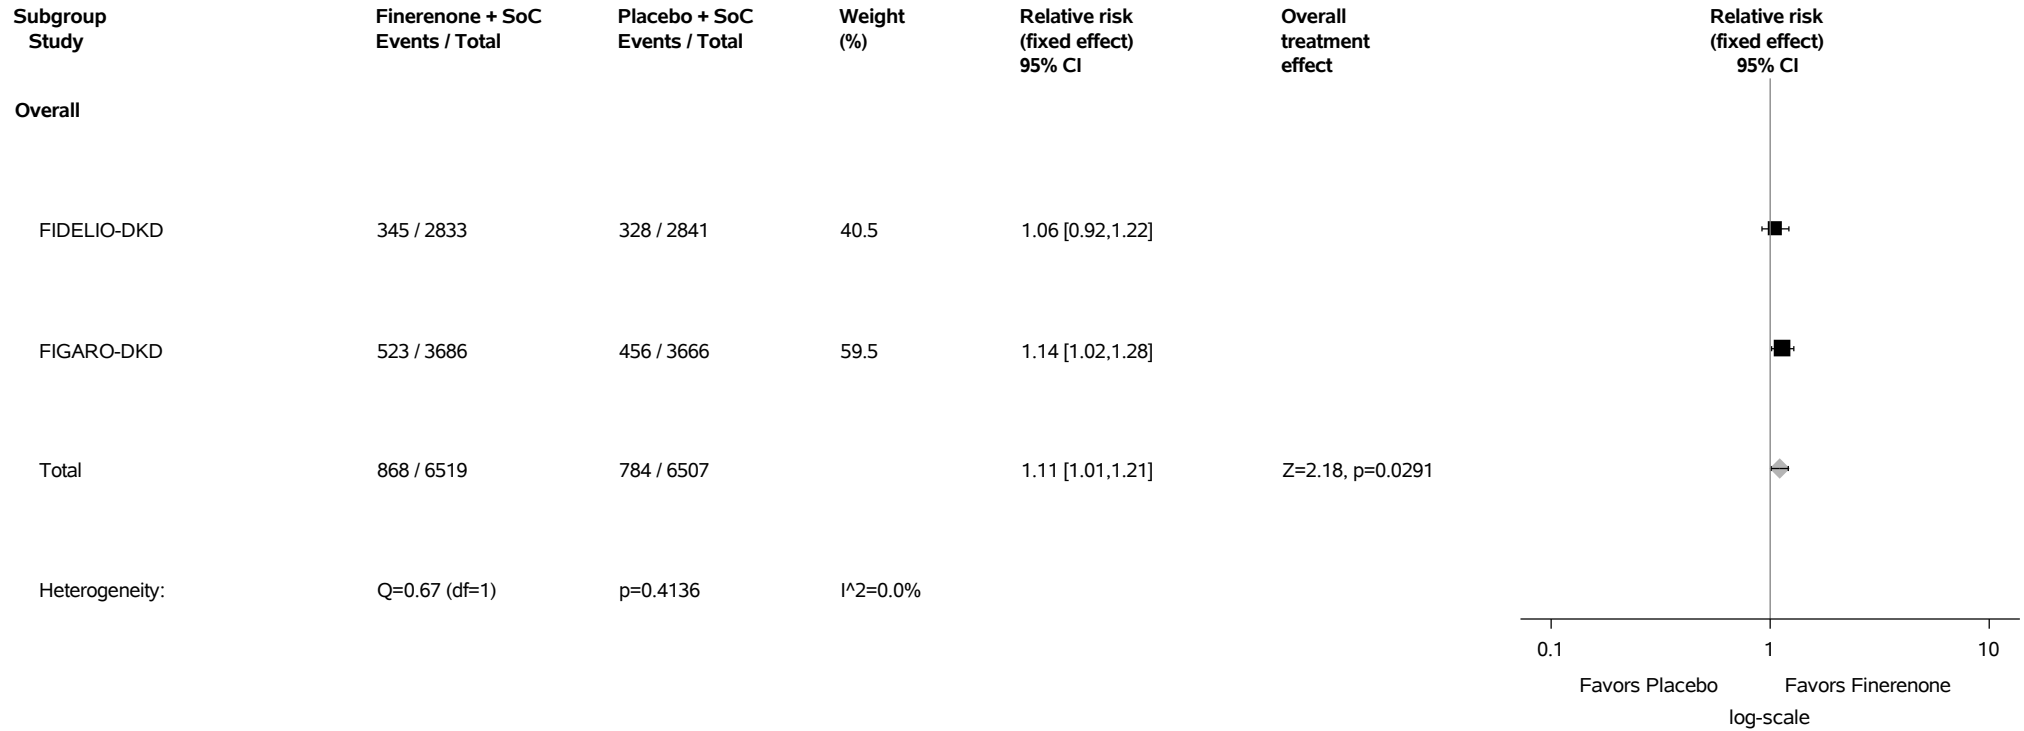 Subgroup Finerenone + SoC Placebo + SoC Weight Relative risk Overall Relative risk
Study Events / Total Events / Total (%) (fixed effect) treatment (fixed effect)
95% CI effect 95% CI
Overall
FIDELIO-DKD 345 / 2833 328 / 2841 40.5 1.06 [0.92,1.22]
FIGARO-DKD 523 / 3686 456 / 3666 59.5 1.14 [1.02,1.28]
Total 868 / 6519 784 / 6507 1.11 [1.01,1.21] Z=2.18, p=0.0291
Heterogeneity: Q=0.67 (df=1) p=0.4136 I^2=0.0%
0.1 1 10
Favors Placebo Favors Finerenone
log-scale